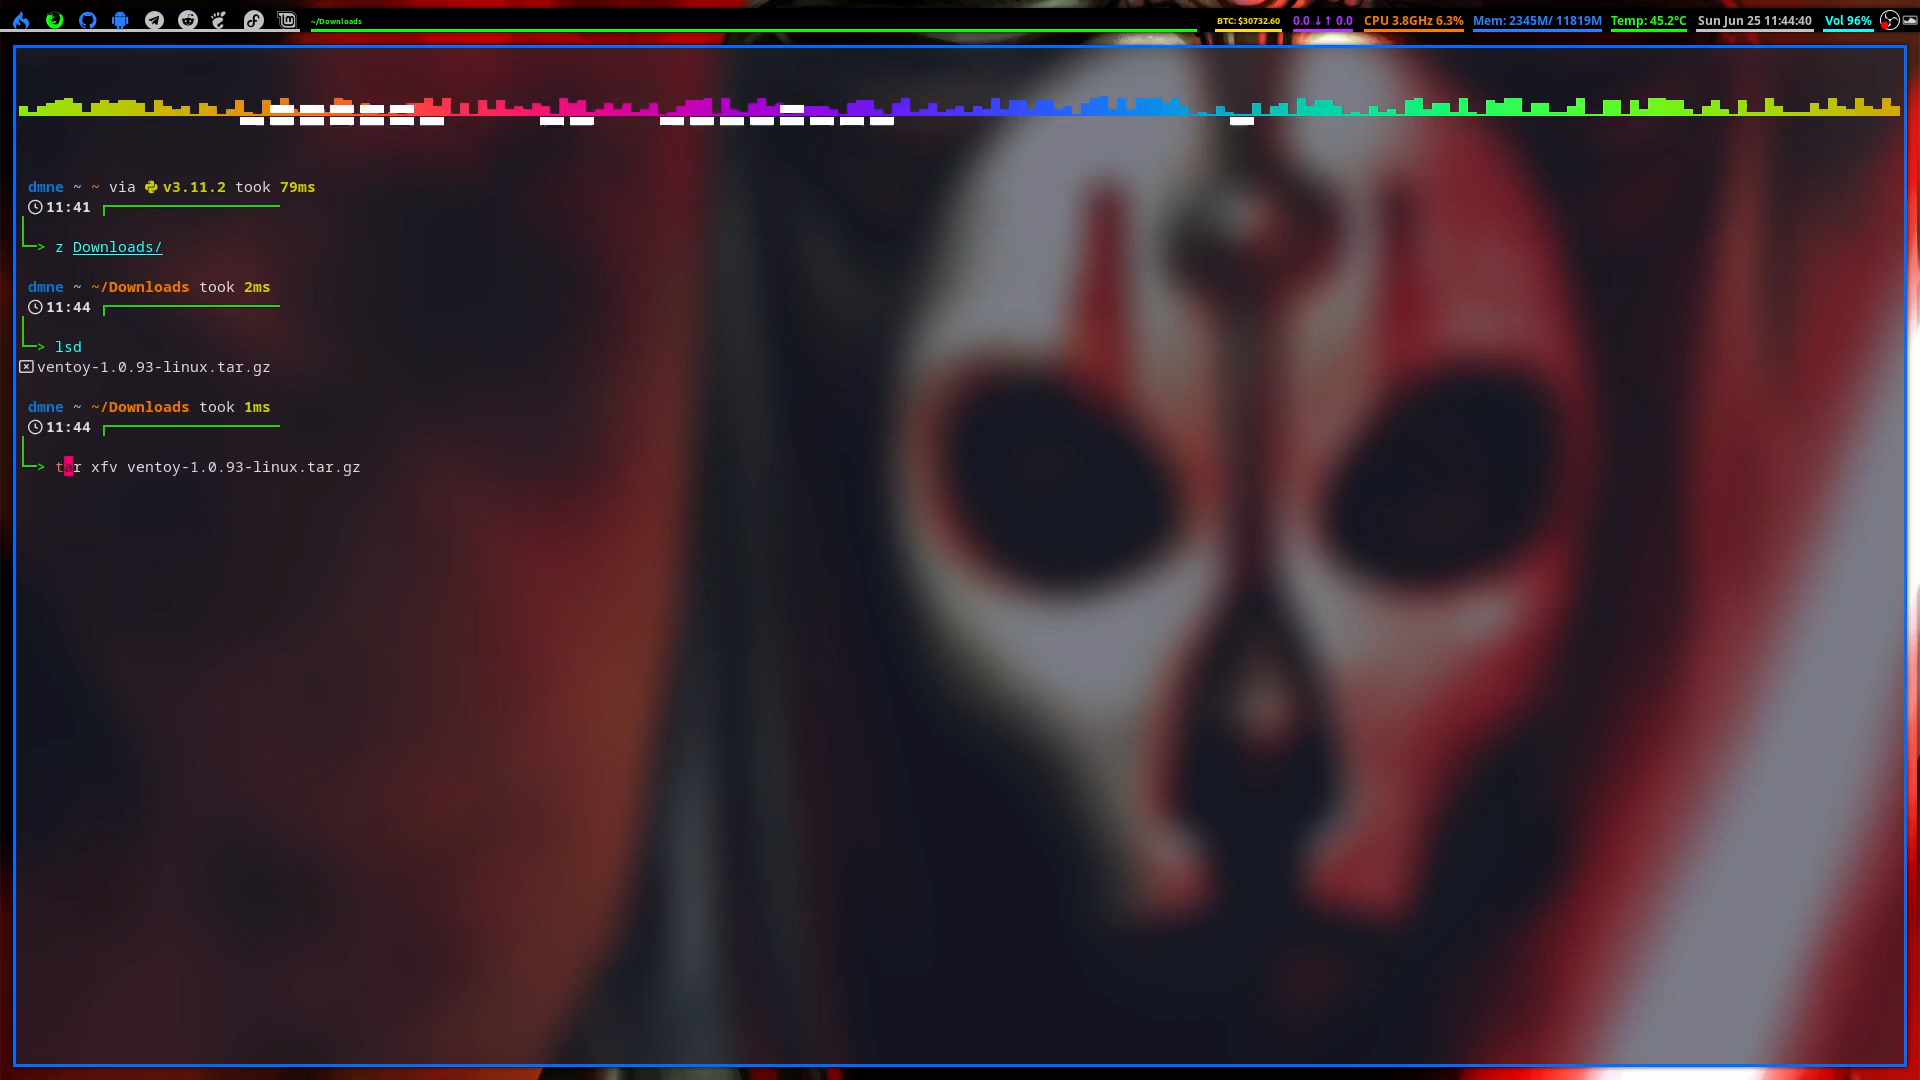 ~/Downloads
BTC: $30732.60
0.0 ↓↑ 0.0
CPU 3.8GHz 6.3%
Mem: 2345M/ 11819M
Temp: 45.2°C
Sun Jun 25 11:44:40
Vol 96%
dmne ~ ~ via v3.11.2 took 79ms
11:41
> z Downloads/
dmne ~ ~/Downloads took 2ms
11:44
> lsd
ventoy-1.0.93-linux.tar.gz
dmne ~ ~/Downloads took 1ms
11:44
> tar xfv ventoy-1.0.93-linux.tar.gz